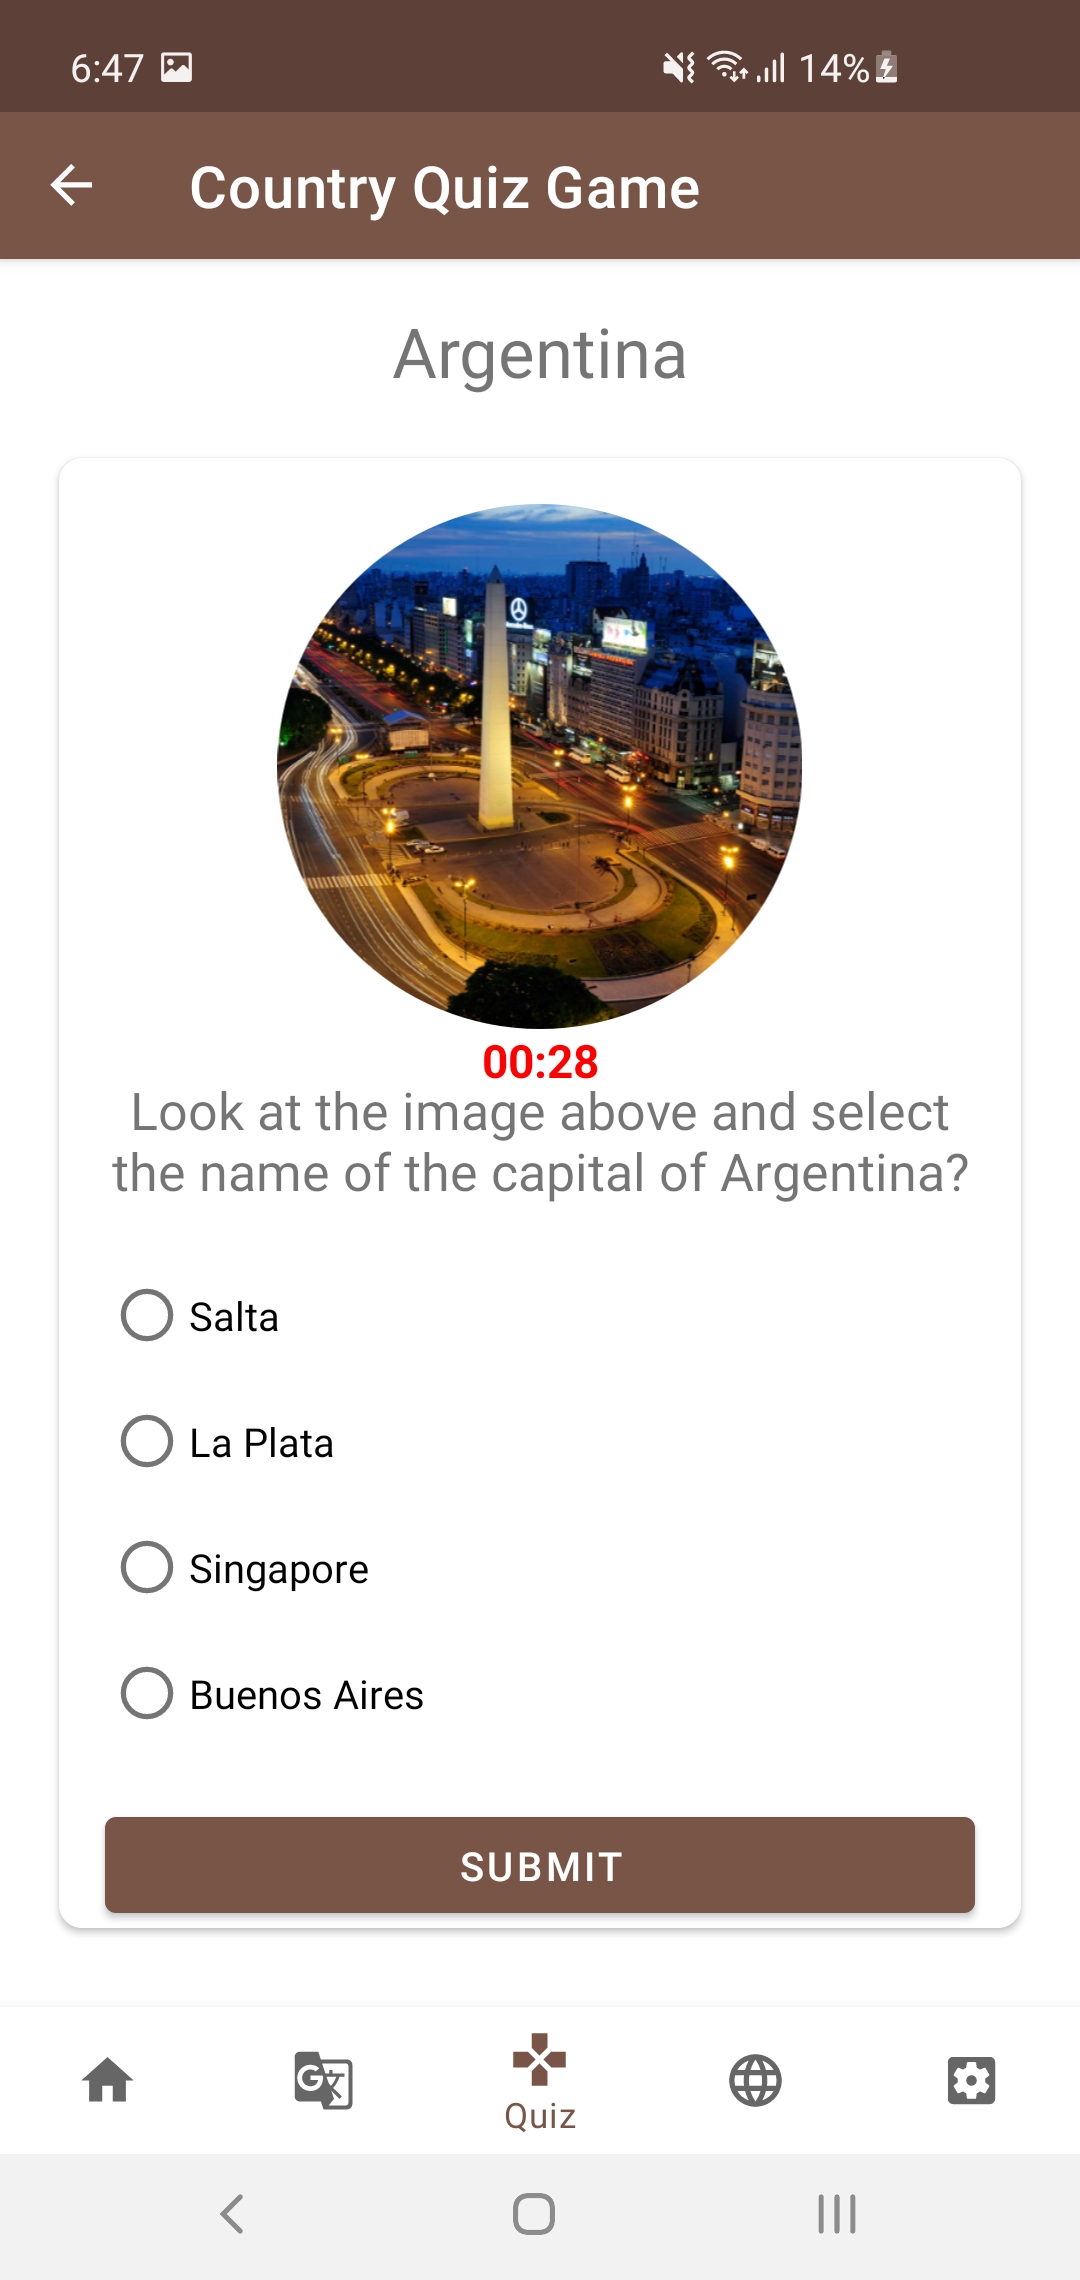 6:47 14%
Country Quiz Game
Argentina
00:28
Look at the image above and select
the name of the capital of Argentina?
Salta
La Plata
Singapore
Buenos Aires
SUBMIT
Quiz